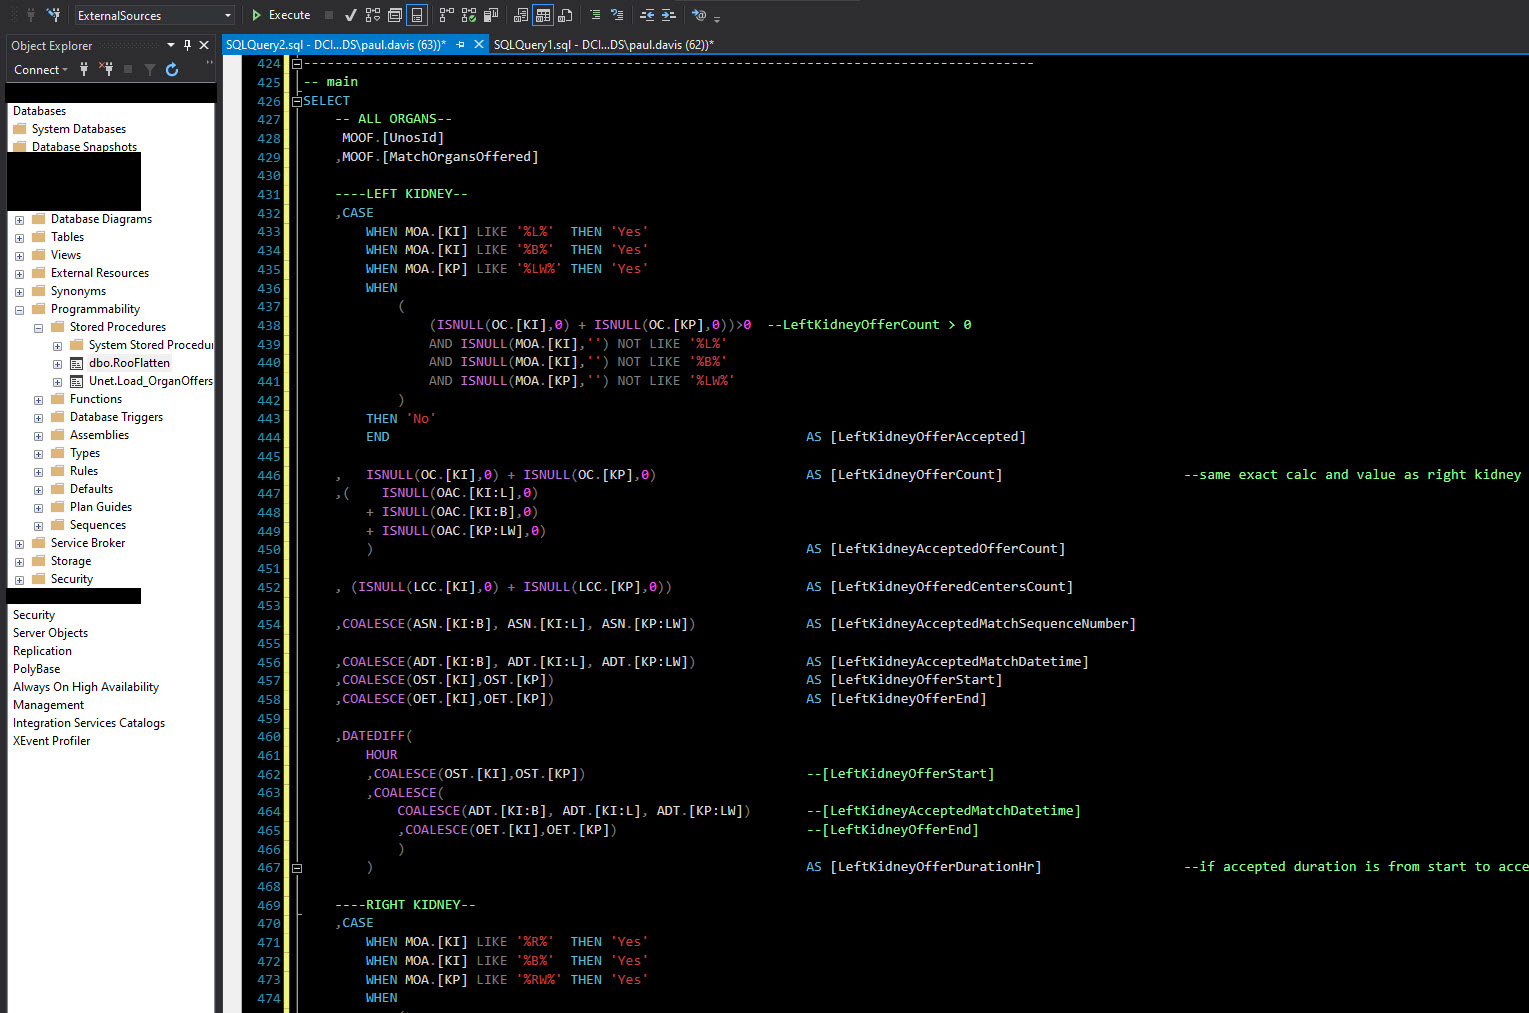 ExternalSources
Execute
Object Explorer
SQLQuery2.sql - DCI...DS\paul.davis (63))*
SQLQuery1.sql - DCI...DS\paul.davis (62))*
Connect
Databases
System Databases
Database Snapshots
Database Diagrams
Tables
Views
External Resources
Synonyms
Programmability
Stored Procedures
System Stored Procedu
dbo.RooFlatten
Unet.Load_OrganOffers
Functions
Database Triggers
Assemblies
Types
Rules
Defaults
Plan Guides
Sequences
Service Broker
Storage
Security
Security
Server Objects
Replication
PolyBase
Always On High Availability
Management
Integration Services Catalogs
XEvent Profiler
424 ---------------------------------------------------------------------------------------------
425 -- main
426 SELECT
427 -- ALL ORGANS--
428 MOOF.[UnosId]
429 ,MOOF.[MatchOrgansOffered]
430
431 ----LEFT KIDNEY--
432 ,CASE
433 WHEN MOA.[KI] LIKE '%L%' THEN 'Yes'
434 WHEN MOA.[KI] LIKE '%B%' THEN 'Yes'
435 WHEN MOA.[KP] LIKE '%LW%' THEN 'Yes'
436 WHEN
437 (
438 (ISNULL(OC.[KI],0) + ISNULL(OC.[KP],0))>0 --LeftKidneyOfferCount > 0
439 AND ISNULL(MOA.[KI],'') NOT LIKE '%L%'
440 AND ISNULL(MOA.[KI],'') NOT LIKE '%B%'
441 AND ISNULL(MOA.[KP],'') NOT LIKE '%LW%'
442 )
443 THEN 'No'
444 END AS [LeftKidneyOfferAccepted]
445
446 , ISNULL(OC.[KI],0) + ISNULL(OC.[KP],0) AS [LeftKidneyOfferCount] --same exact calc and value as right kidney
447 ,( ISNULL(OAC.[KI:L],0)
448 + ISNULL(OAC.[KI:B],0)
449 + ISNULL(OAC.[KP:LW],0)
450 ) AS [LeftKidneyAcceptedOfferCount]
451
452 , (ISNULL(LCC.[KI],0) + ISNULL(LCC.[KP],0)) AS [LeftKidneyOfferedCentersCount]
453
454 ,COALESCE(ASN.[KI:B], ASN.[KI:L], ASN.[KP:LW]) AS [LeftKidneyAcceptedMatchSequenceNumber]
455
456 ,COALESCE(ADT.[KI:B], ADT.[KI:L], ADT.[KP:LW]) AS [LeftKidneyAcceptedMatchDatetime]
457 ,COALESCE(OST.[KI],OST.[KP]) AS [LeftKidneyOfferStart]
458 ,COALESCE(OET.[KI],OET.[KP]) AS [LeftKidneyOfferEnd]
459
460 ,DATEDIFF(
461 HOUR
462 ,COALESCE(OST.[KI],OST.[KP]) --[LeftKidneyOfferStart]
463 ,COALESCE(
464 COALESCE(ADT.[KI:B], ADT.[KI:L], ADT.[KP:LW]) --[LeftKidneyAcceptedMatchDatetime]
465 ,COALESCE(OET.[KI],OET.[KP]) --[LeftKidneyOfferEnd]
466 )
467 ) AS [LeftKidneyOfferDurationHr] --if accepted duration is from start to acce
468
469 ----RIGHT KIDNEY--
470 ,CASE
471 WHEN MOA.[KI] LIKE '%R%' THEN 'Yes'
472 WHEN MOA.[KI] LIKE '%B%' THEN 'Yes'
473 WHEN MOA.[KP] LIKE '%RW%' THEN 'Yes'
474 WHEN